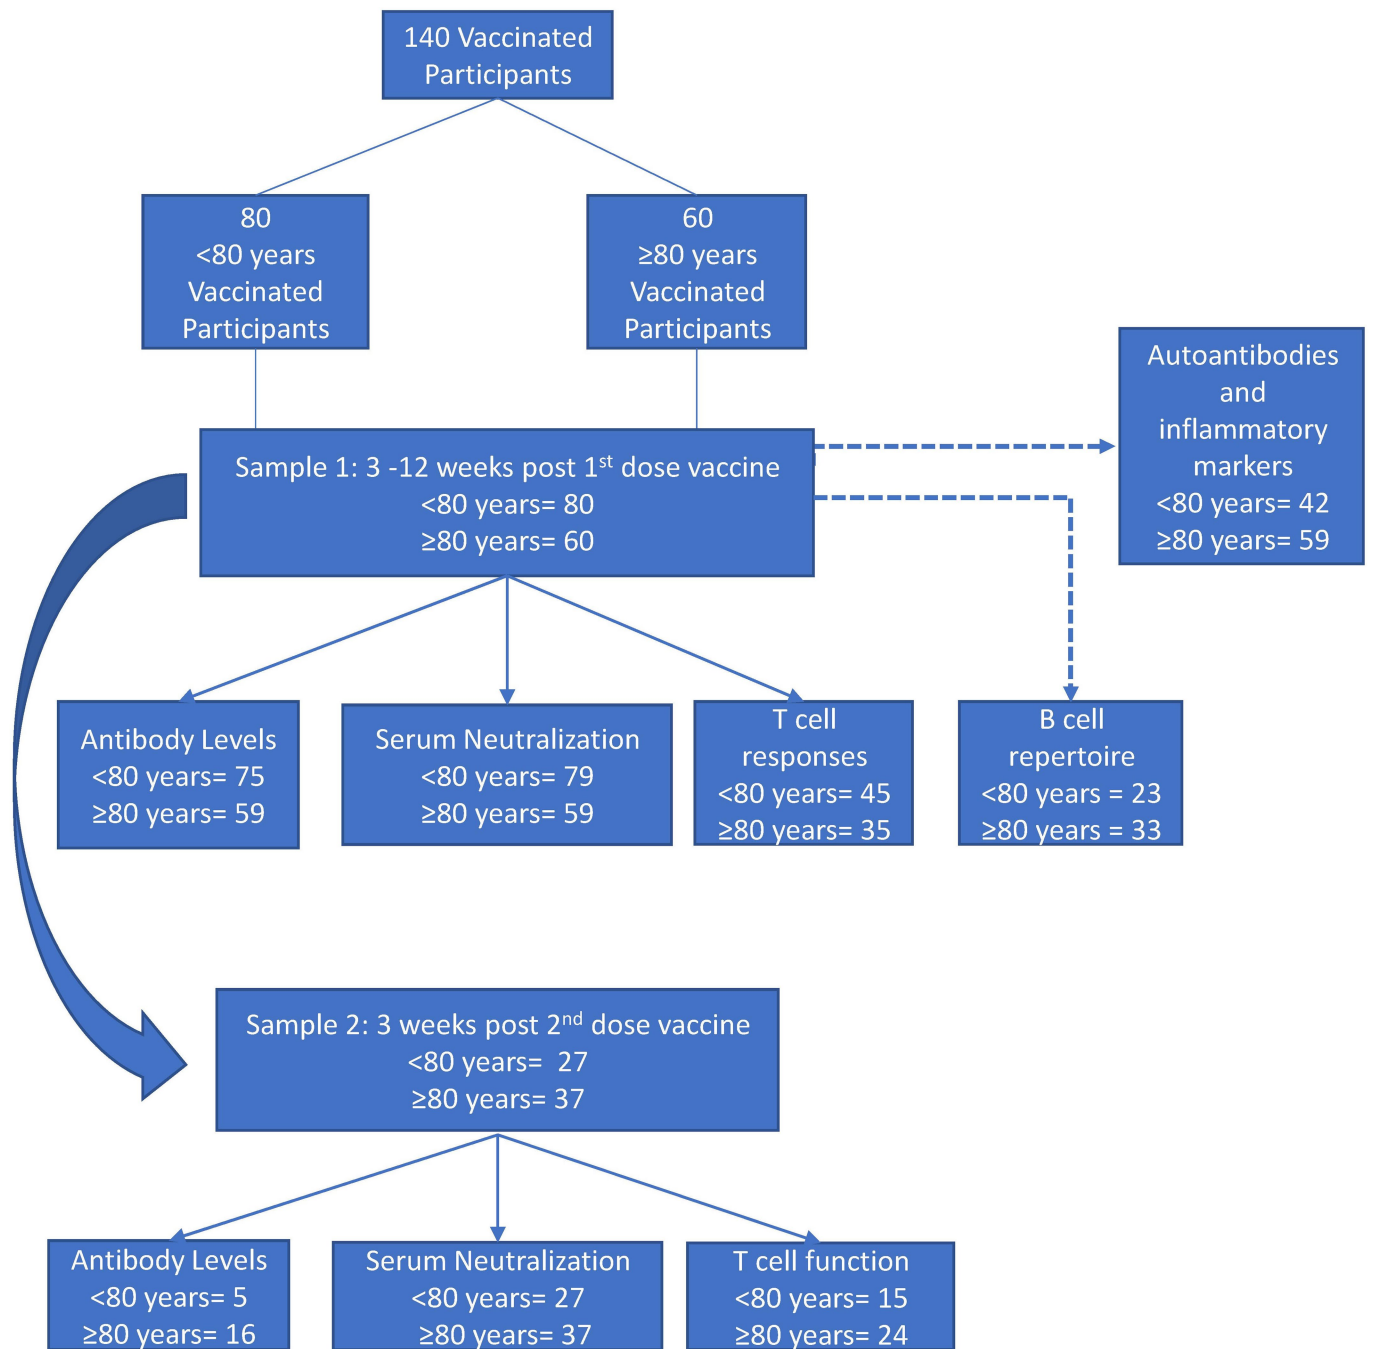 140 Vaccinated
Participants
80
<80 years
Vaccinated
Participants
60
≥80 years
Vaccinated
Participants
Autoantibodies
and
inflammatory
markers
<80 years= 42
≥80 years= 59
Sample 1: 3 -12 weeks post 1st dose vaccine
<80 years= 80
≥80 years= 60
Antibody Levels
<80 years= 75
≥80 years= 59
Serum Neutralization
<80 years= 79
≥80 years= 59
T cell
responses
<80 years= 45
≥80 years= 35
B cell
repertoire
<80 years = 23
≥80 years = 33
Sample 2: 3 weeks post 2nd dose vaccine
<80 years=  27
≥80 years= 37
Antibody Levels
<80 years= 5
≥80 years= 16
Serum Neutralization
<80 years= 27
≥80 years= 37
T cell function
<80 years= 15
≥80 years= 24